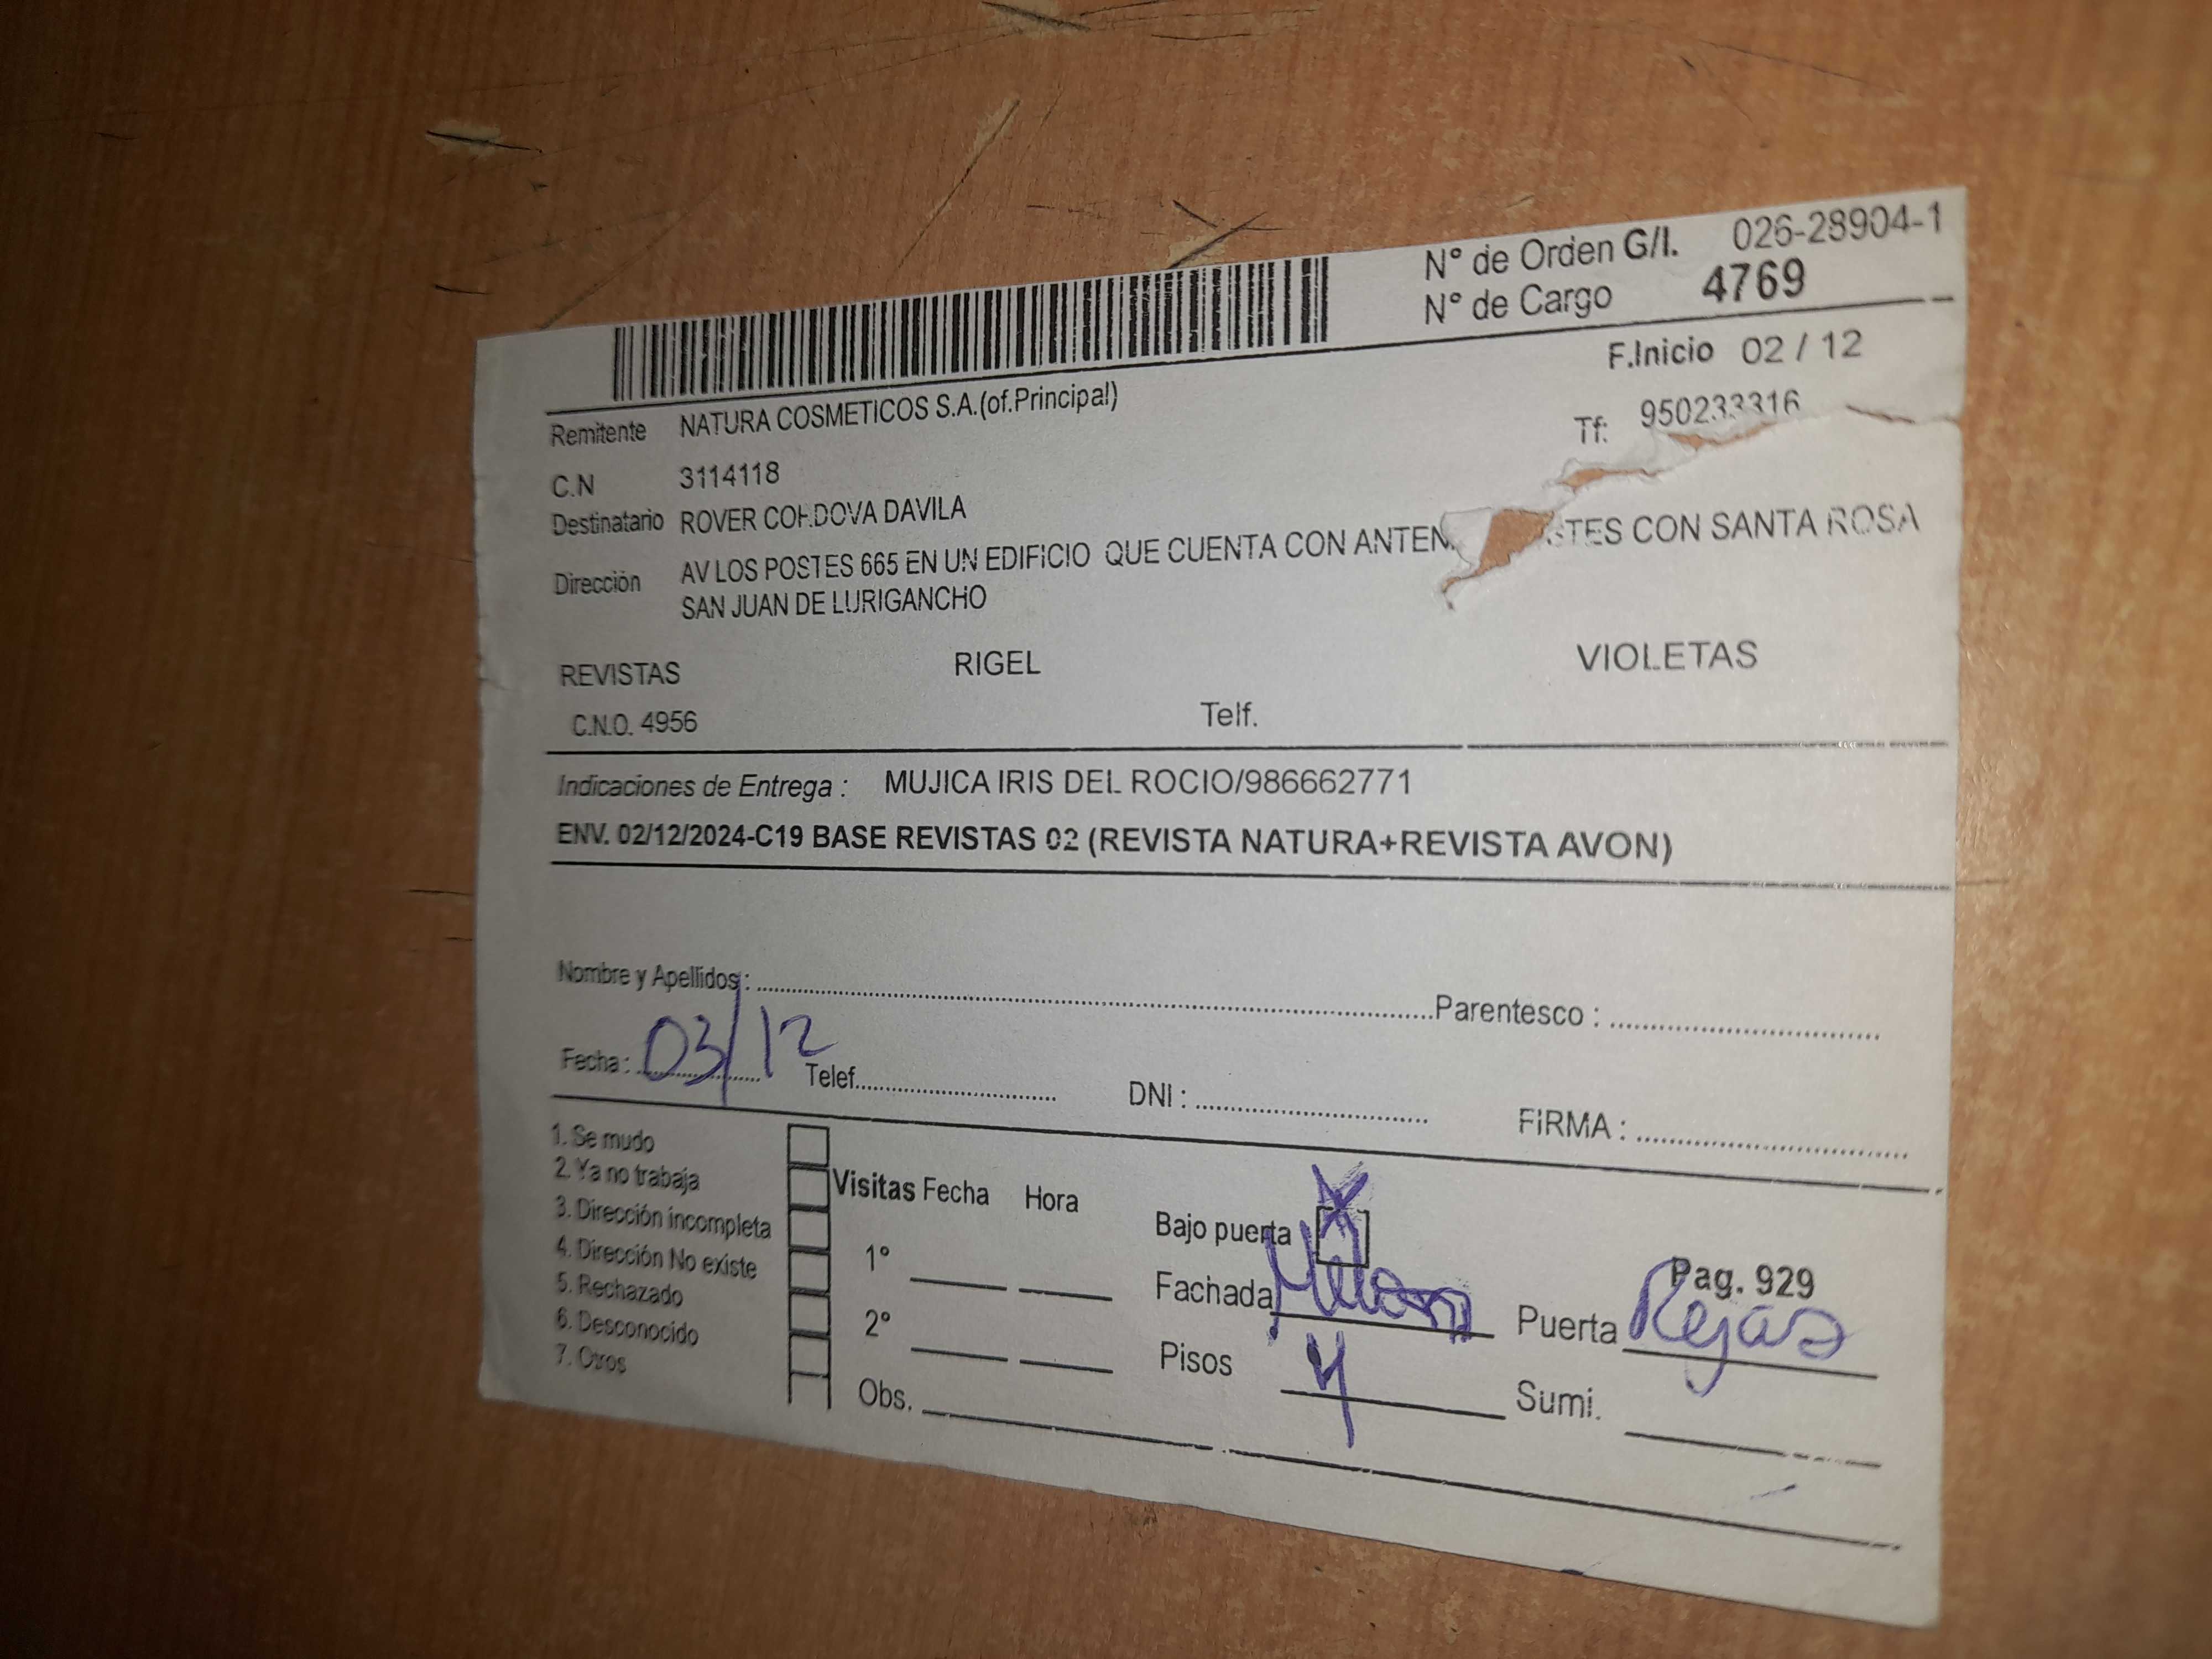 Nº de Orden G/I. 026-28904-1
Nº de Cargo 4769
F.Inicio 02 / 12
Remitente NATURA COSMETICOS S.A.(of.Principal)
Tf: 950233316
C.N 3114118
Destinatario ROVER CORDOVA DAVILA
Dirección AV LOS POSTES 665 EN UN EDIFICIO QUE CUENTA CON ANTEN STES CON SANTA ROSA
SAN JUAN DE LURIGANCHO
REVISTAS RIGEL VIOLETAS
C.N.O. 4956 Telf.
Indicaciones de Entrega : MUJICA IRIS DEL ROCIO/986662771
ENV. 02/12/2024-C19 BASE REVISTAS 02 (REVISTA NATURA+REVISTA AVON)
Nombre y Apellidos : Parentesco :
Fecha : 03/12 Telef. DNI : FIRMA :
1. Se mudo
2. Ya no trabaja
3. Dirección incompleta
4. Dirección No existe
5. Rechazado
6. Desconocido
7. Otros
Visitas Fecha Hora
1º
2º
Obs.
Bajo puerta X
Pag. 929
Fachada Puerta Rejas
Pisos 4 Sumi.